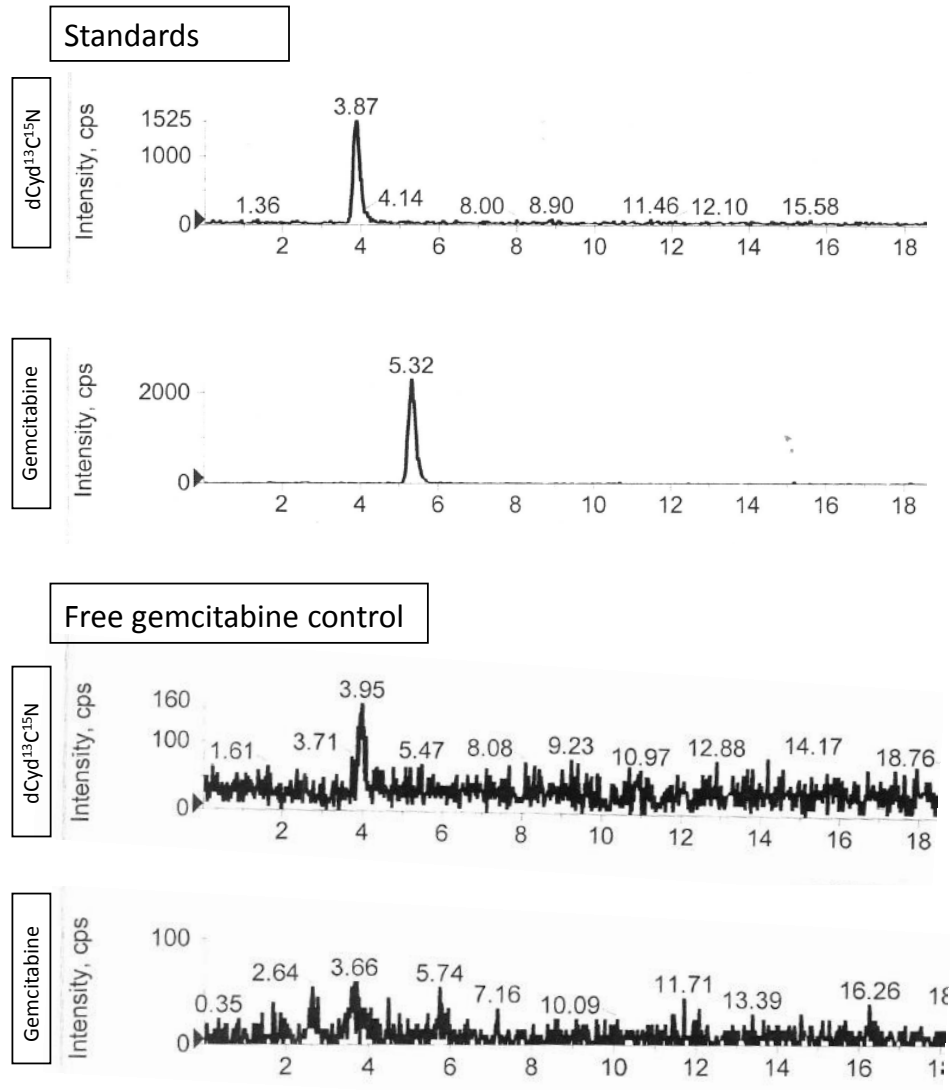 Standards
dCyd¹³C¹⁵N
Intensity, cps
1525
1000
0
3.87
1.36
4.14
8.00
8.90
11.46
12.10
15.58
2 4 6 8 10 12 14 16 18
Gemcitabine
Intensity, cps
2000
0
5.32
2 4 6 8 10 12 14 16 18
Free gemcitabine control
dCyd¹³C¹⁵N
Intensity, cps
160
100
0
3.95
1.61
3.71
5.47
8.08
9.23
10.97
12.88
14.17
18.76
2 4 6 8 10 12 14 16 18
Gemcitabine
Intensity, cps
100
0
0.35
2.64
3.66
5.74
7.16
10.09
11.71
13.39
16.26
2 4 6 8 10 12 14 16